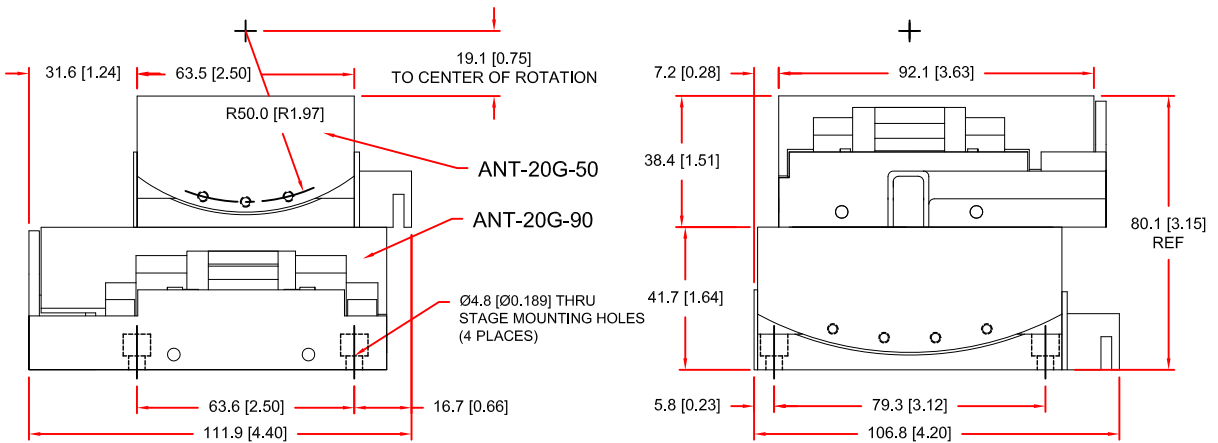 31.6 [1.24]
63.5 [2.50]
19.1 [0.75]
TO CENTER OF ROTATION
R50.0 [R1.97]
ANT-20G-50
ANT-20G-90
Ø4.8 [Ø0.189] THRU
STAGE MOUNTING HOLES
(4 PLACES)
63.6 [2.50]
16.7 [0.66]
111.9 [4.40]
7.2 [0.28]
92.1 [3.63]
38.4 [1.51]
80.1 [3.15]
REF
41.7 [1.64]
5.8 [0.23]
79.3 [3.12]
106.8 [4.20]